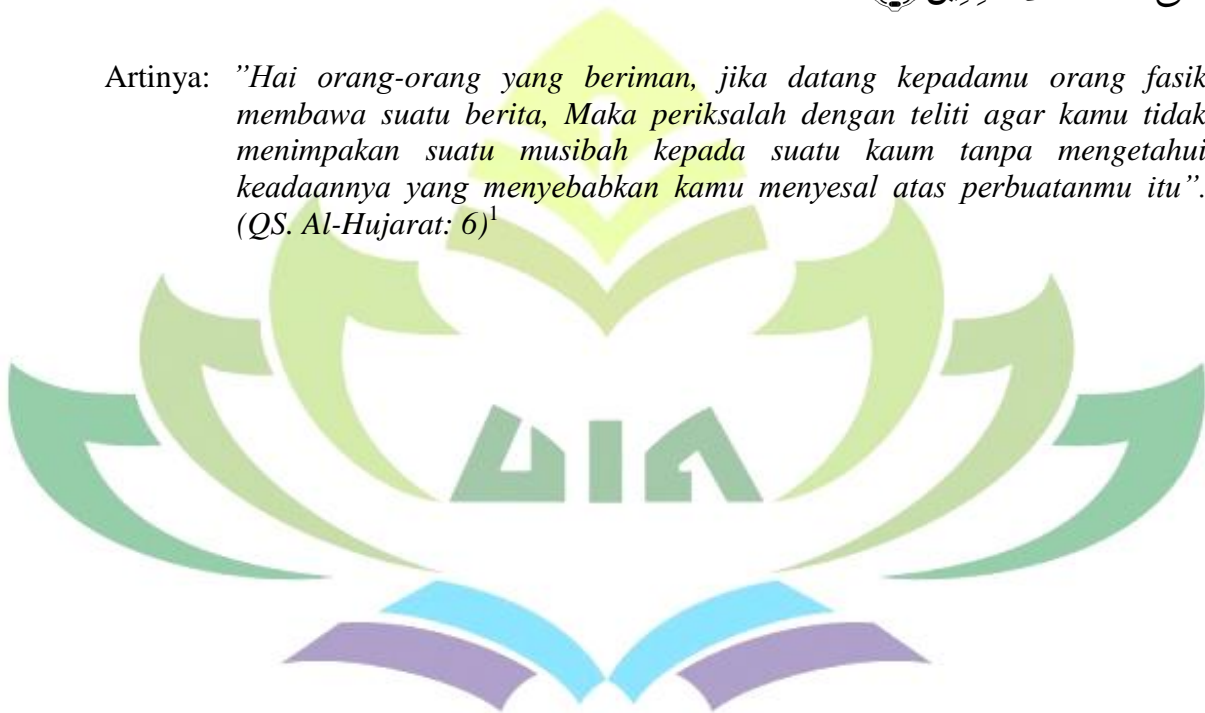 Artinya: ”Hai orang-orang yang beriman, jika datang kepadamu orang fasik
membawa suatu berita, Maka periksalah dengan teliti agar kamu tidak
menimpakan suatu musibah kepada suatu kaum tanpa mengetahui
keadaannya yang menyebabkan kamu menyesal atas perbuatanmu itu”.
(QS. Al-Hujarat: 6)1
UIN